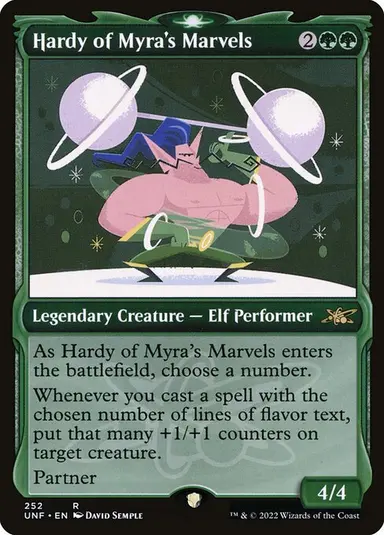 Hardy of Myra's Marvels 2
Legendary Creature — Elf Performer
As Hardy of Myra's Marvels enters
the battlefield, choose a number.
Whenever you cast a spell with the
chosen number of lines of flavor text,
put that many +1/+1 counters on
target creature.
Partner
4/4
252 R
UNF • EN DAVID SEMPLE
™ & © 2022 Wizards of the Coast